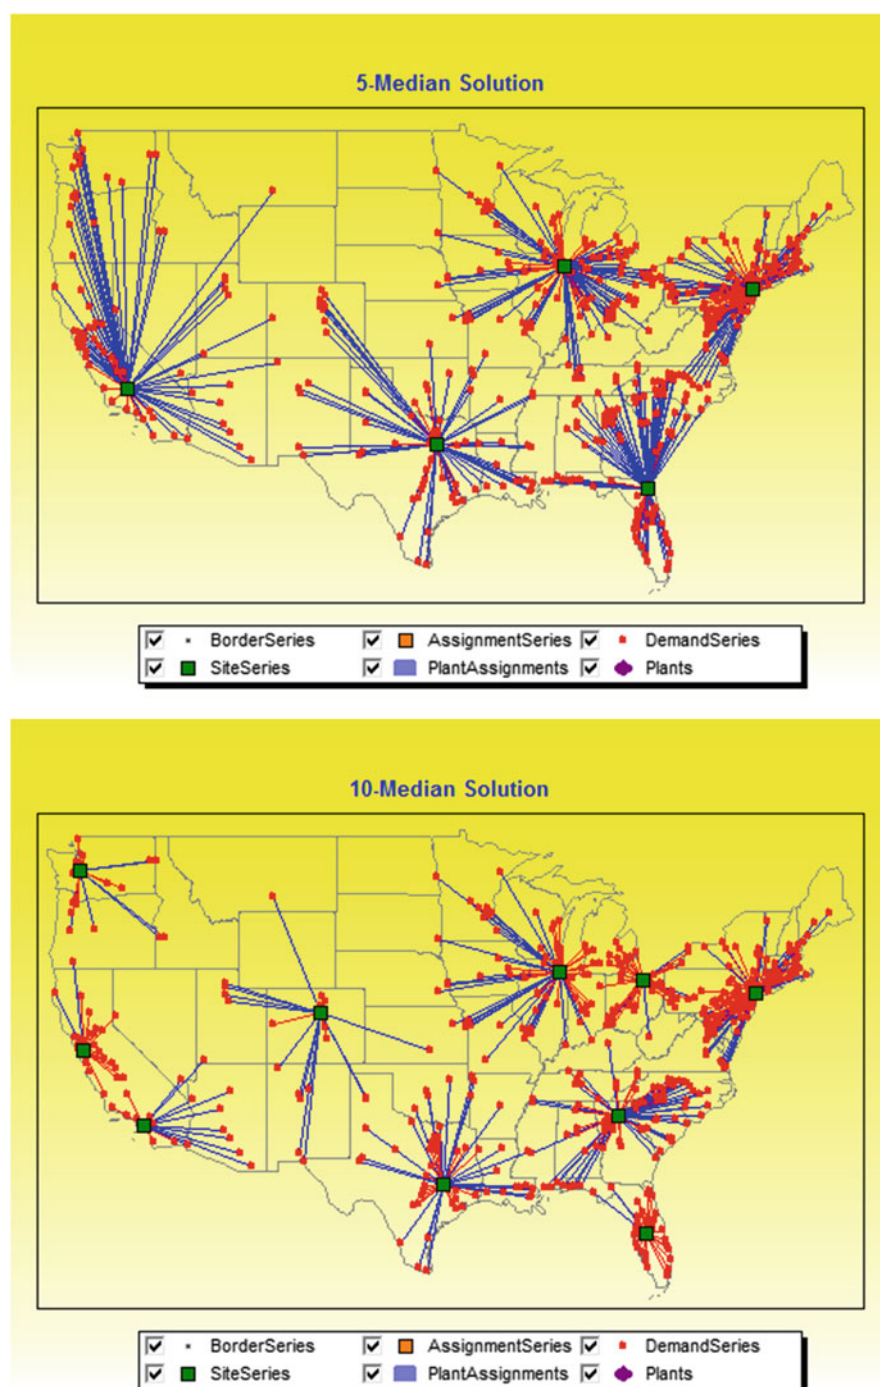 5-Median Solution
BorderSeries AssignmentSeries DemandSeries
SiteSeries PlantAssignments Plants
10-Median Solution
BorderSeries AssignmentSeries DemandSeries
SiteSeries PlantAssignments Plants